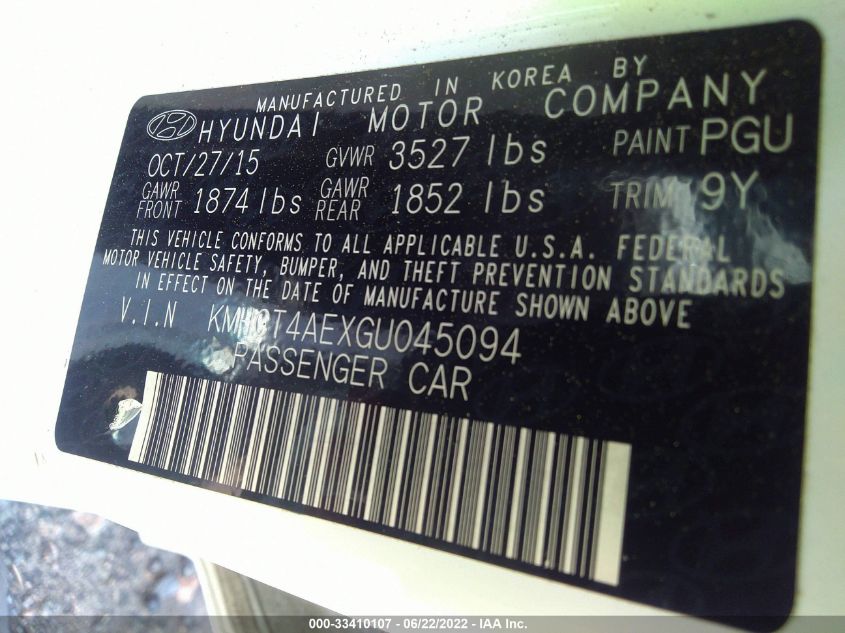 MANUFACTURED IN KOREA BY
HYUNDAI MOTOR COMPANY
OCT/27/15 GVWR 3527 lbs PAINT PGU
GAWR FRONT 1874 lbs GAWR REAR 1852 lbs TRIM 9Y
THIS VEHICLE CONFORMS TO ALL APPLICABLE U.S.A. FEDERAL
MOTOR VEHICLE SAFETY, BUMPER, AND THEFT PREVENTION STANDARDS
IN EFFECT ON THE DATE OF MANUFACTURE SHOWN ABOVE
V.I.N KMHCT4AEXGU045094
PASSENGER CAR
000-33410107 - 06/22/2022 - IAA Inc.